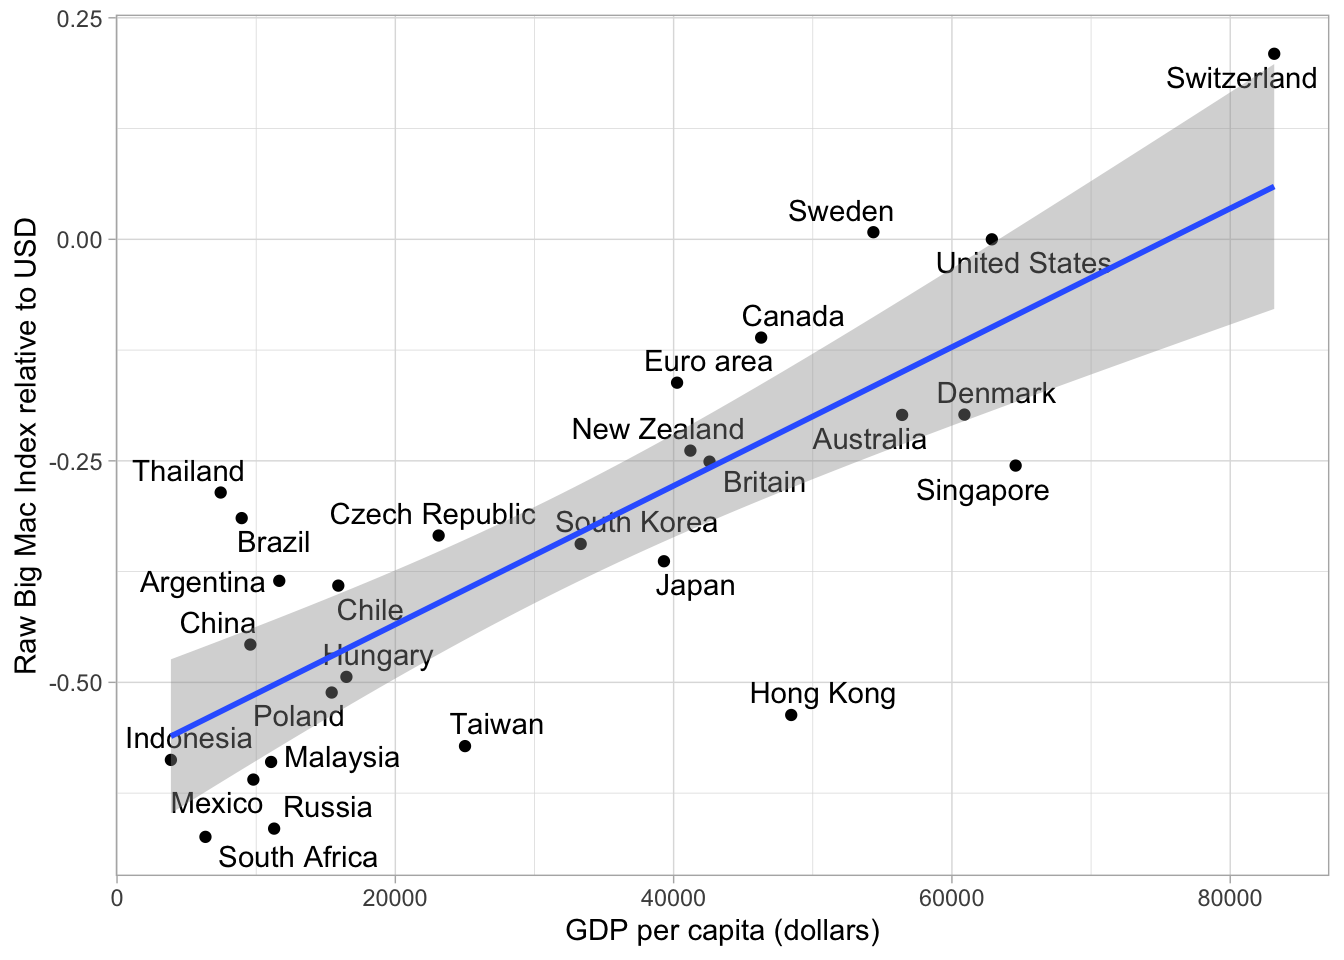 0.25
Switzerland
Sweden
0.00
United States
Canada
Euro area
Denmark
New Zealand
Australia
-0.25
Thailand
Britain
Singapore
Czech Republic
South Korea
Brazil
Argentina
Japan
Chile
China
Hungary
-0.50
Hong Kong
Poland
Taiwan
Indonesia
Malaysia
Mexico
Russia
South Africa
0 20000 40000 60000 80000
GDP per capita (dollars)
Raw Big Mac Index relative to USD